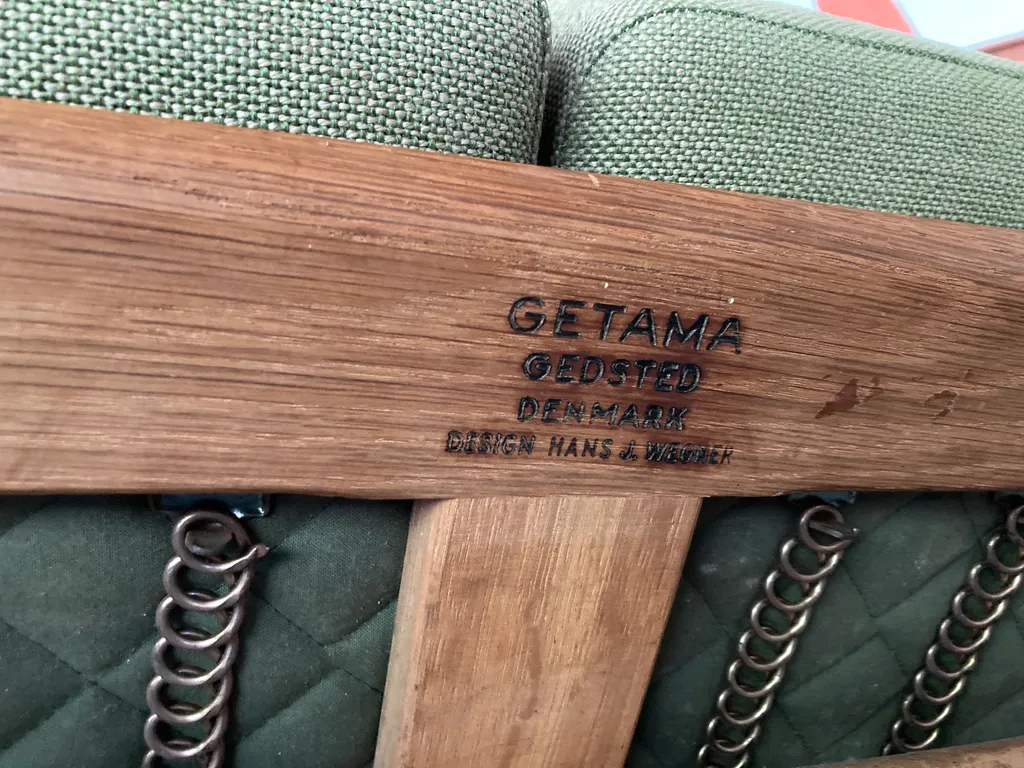 GETAMA
GEDSTED
DENMARK
DESIGN HANS J. WEGNER